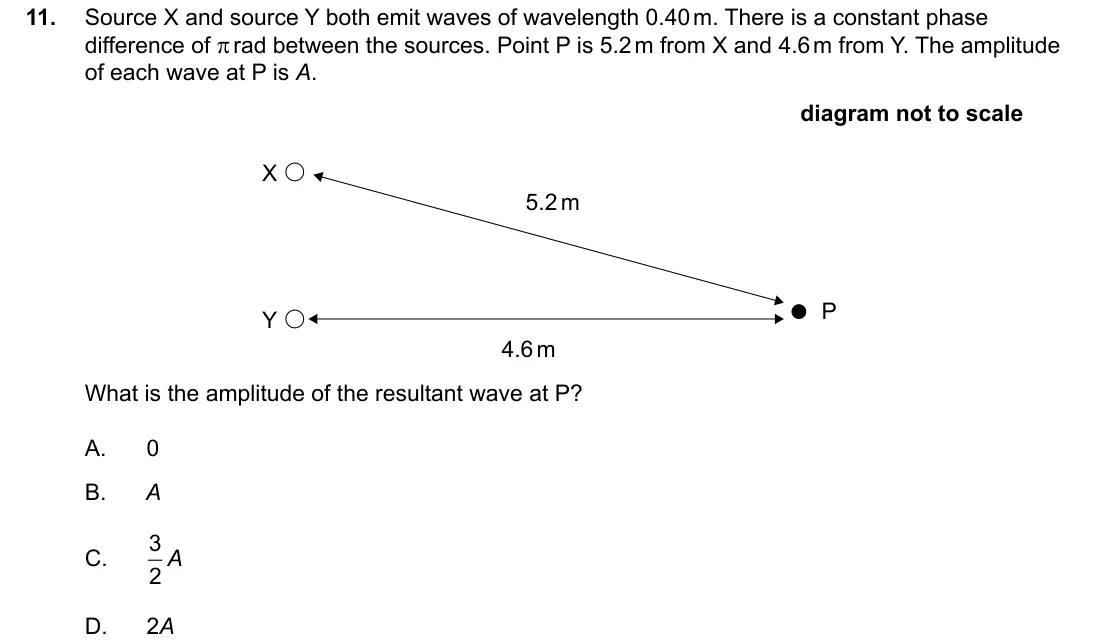 11. Source X and source Y both emit waves of wavelength 0.40 m. There is a constant phase
difference of π rad between the sources. Point P is 5.2 m from X and 4.6 m from Y. The amplitude
of each wave at P is A.
diagram not to scale
X
5.2 m
P
Y
4.6 m
What is the amplitude of the resultant wave at P?
A. 0
B. A
C. 3/2 A
D. 2A